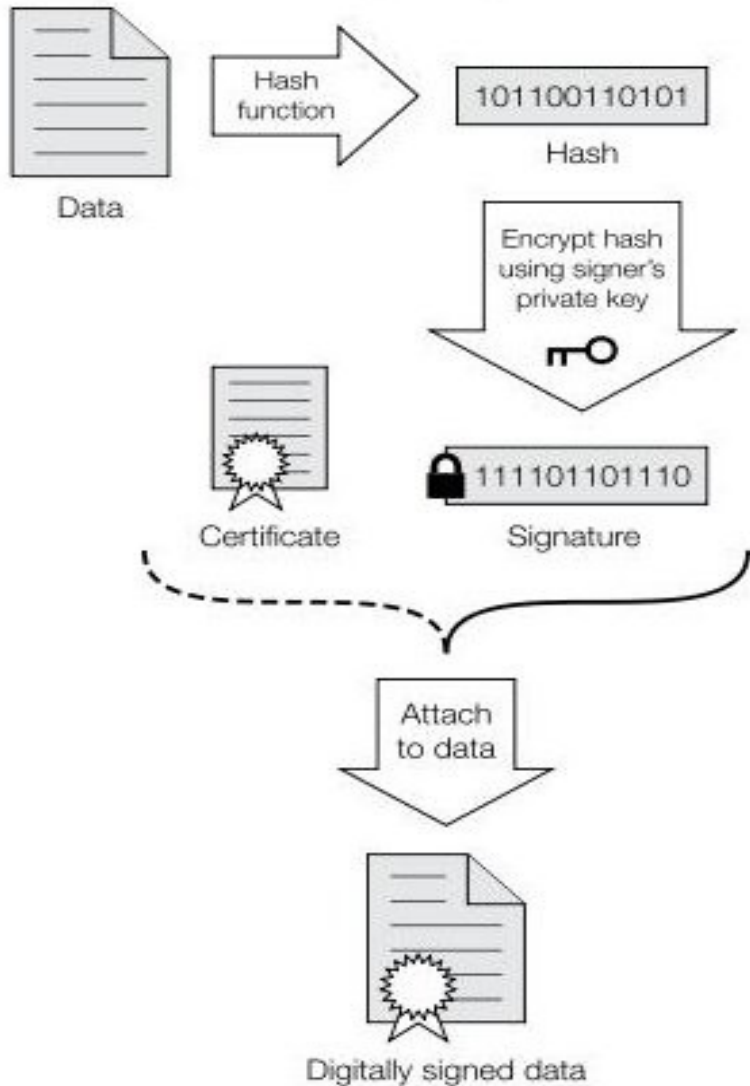 Hash
function
101100110101
Hash
Data
Encrypt hash
using signer's
private key
111101101110
Certificate
Signature
Attach
to data
Digitally signed data